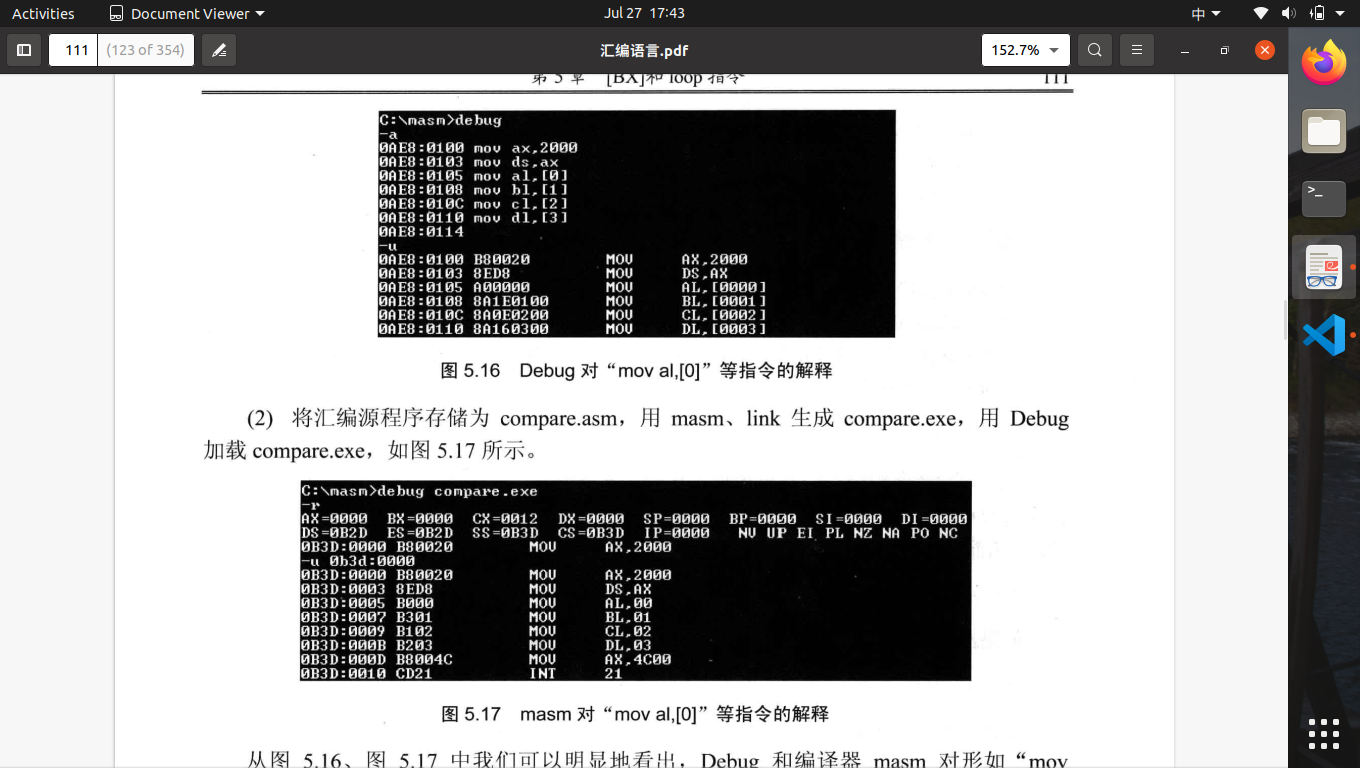 Activities Document Viewer Jul 27 17:43 中
111 (123 of 354) 汇编语言.pdf 152.7%
第 5 章 [BX]和 loop 指令 111
C:\masm>debug
-a
0AE8:0100 mov ax,2000
0AE8:0103 mov ds,ax
0AE8:0105 mov al,[0]
0AE8:0108 mov bl,[1]
0AE8:010C mov cl,[2]
0AE8:0110 mov dl,[3]
0AE8:0114
-u
0AE8:0100 B80020 MOV AX,2000
0AE8:0103 8ED8 MOV DS,AX
0AE8:0105 A00000 MOV AL,[0000]
0AE8:0108 8A1E0100 MOV BL,[0001]
0AE8:010C 8A0E0200 MOV CL,[0002]
0AE8:0110 8A160300 MOV DL,[0003]
图 5.16 Debug 对“mov al,[0]”等指令的解释
(2) 将汇编源程序存储为 compare.asm，用 masm、link 生成 compare.exe，用 Debug
加载 compare.exe，如图 5.17 所示。
C:\masm>debug compare.exe
-r
AX=0000 BX=0000 CX=0012 DX=0000 SP=0000 BP=0000 SI=0000 DI=0000
DS=0B2D ES=0B2D SS=0B3D CS=0B3D IP=0000 NV UP EI PL NZ NA PO NC
0B3D:0000 B80020 MOV AX,2000
-u 0b3d:0000
0B3D:0000 B80020 MOV AX,2000
0B3D:0003 8ED8 MOV DS,AX
0B3D:0005 B000 MOV AL,00
0B3D:0007 B301 MOV BL,01
0B3D:0009 B102 MOV CL,02
0B3D:000B B203 MOV DL,03
0B3D:000D B8004C MOV AX,4C00
0B3D:0010 CD21 INT 21
图 5.17 masm 对“mov al,[0]”等指令的解释
从图 5.16、图 5.17 中我们可以明显地看出，Debug 和编译器 masm 对形如“mov